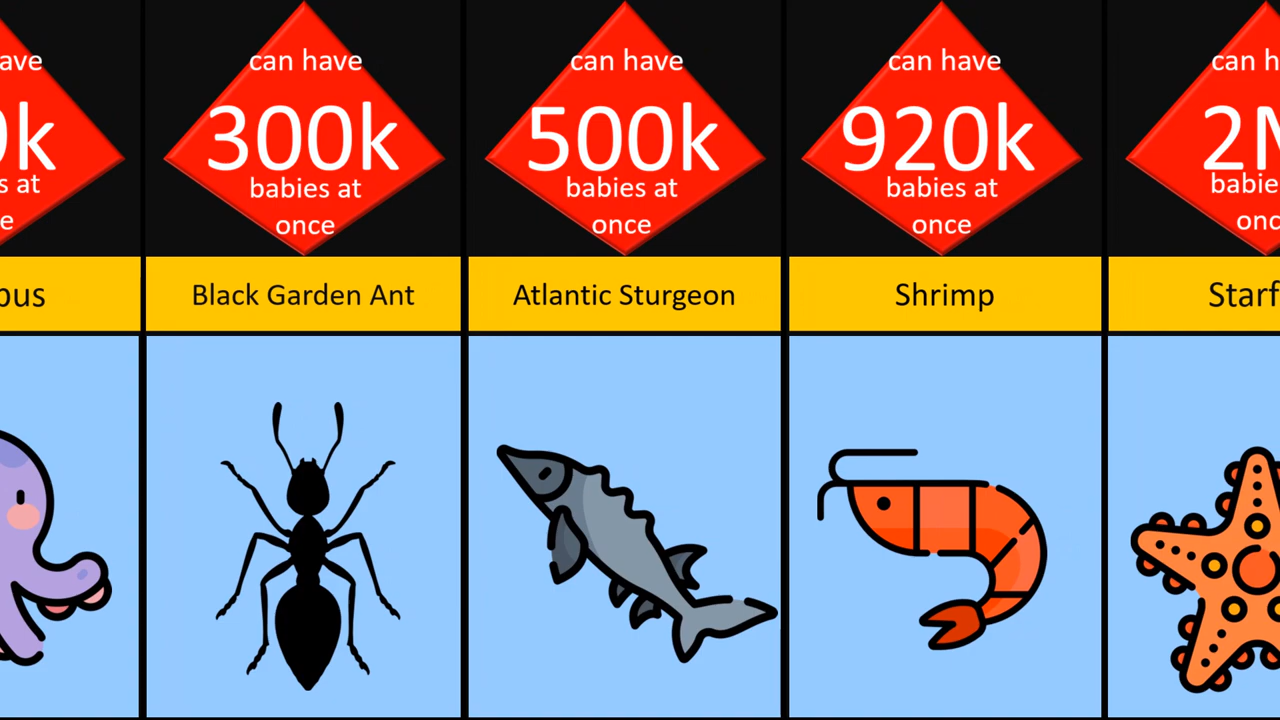 can have
300k
babies at
once
Black Garden Ant
can have
500k
babies at
once
Atlantic Sturgeon
can have
920k
babies at
once
Shrimp
can